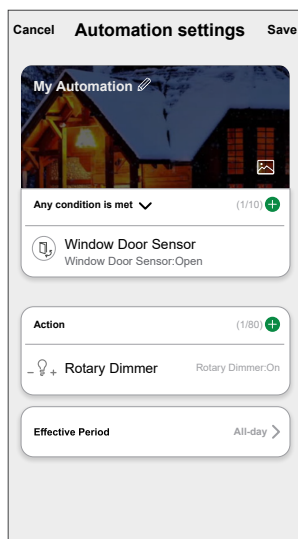 Cancel Automation settings Save
My Automation
Any condition is met (1/10)
Window Door Sensor
Window Door Sensor:Open
Action (1/80)
Rotary Dimmer Rotary Dimmer:On
Effective Period All-day